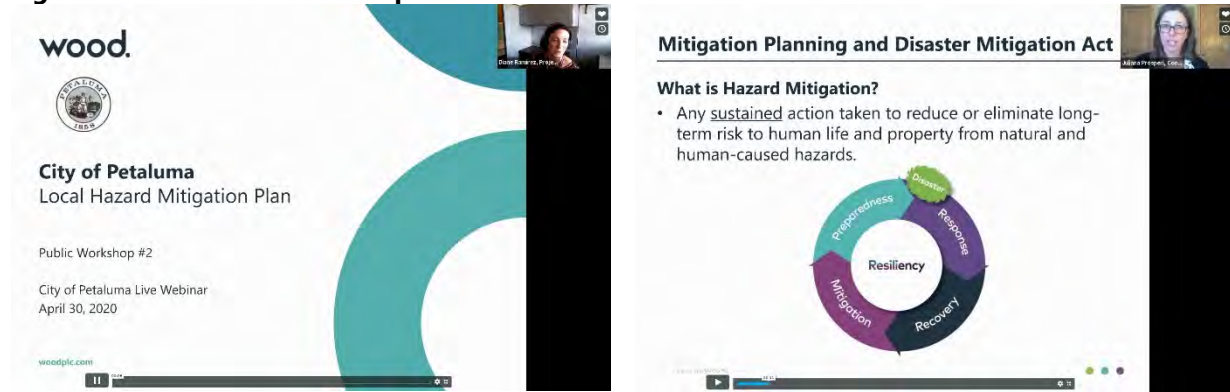 wood.
PETALUMA
1858
City of Petaluma
Local Hazard Mitigation Plan
Public Workshop #2
City of Petaluma Live Webinar
April 30, 2020
woodplc.com
Mitigation Planning and Disaster Mitigation Act
What is Hazard Mitigation?
• Any sustained action taken to reduce or eliminate long-
term risk to human life and property from natural and
human-caused hazards.
Disaster
Preparedness
Response
Resiliency
Mitigation
Recovery